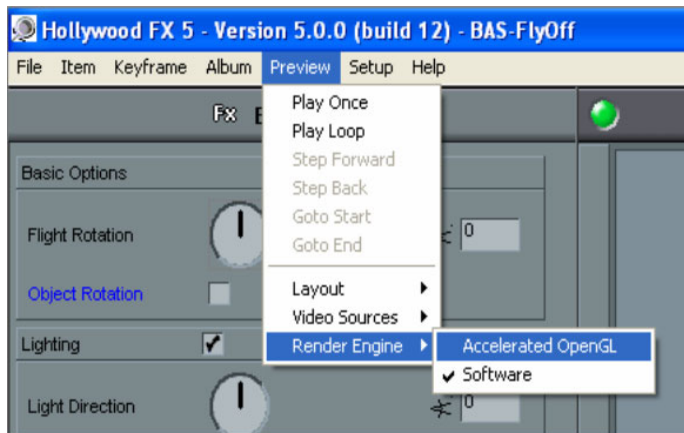 Hollywood FX 5 - Version 5.0.0 (build 12) - BAS-FlyOff
File Item Keyframe Album Preview Setup Help
Fx
Play Once
Play Loop
Step Forward
Step Back
Goto Start
Goto End
Layout
Video Sources
Render Engine
Accelerated OpenGL
Software
Basic Options
Flight Rotation
0
Object Rotation
Lighting
Light Direction
0